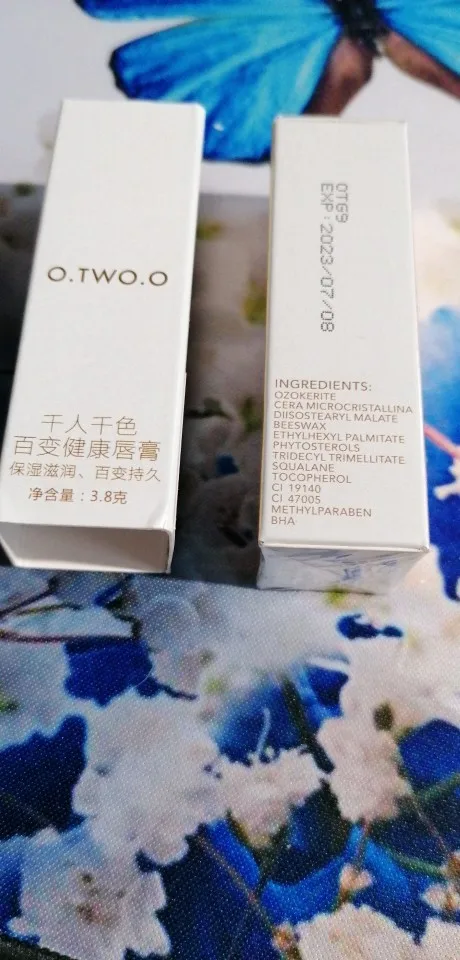 O.TWO.O
千人千色
百变健康唇膏
保湿滋润、百变持久
净含量：3.8克
OTG9
EXP:2023/07/08
INGREDIENTS:
OZOKERITE
CERA MICROCRISTALLINA
DIISOSTEARYL MALATE
BEESWAX
ETHYLHEXYL PALMITATE
PHYTOSTEROLS
TRIDECYL TRIMELLITATE
SQUALANE
TOCOPHEROL
CI 19140
CI 47005
METHYLPARABEN
BHA